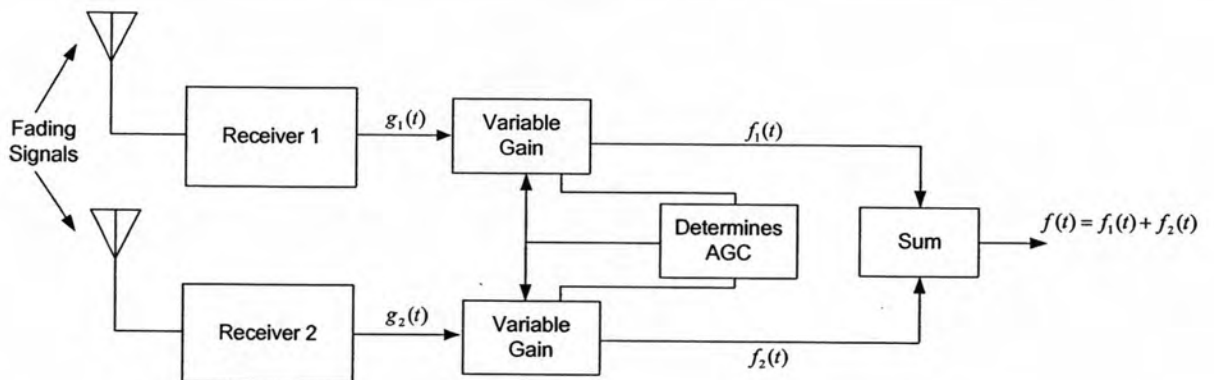 Fading
Signals
Receiver 1
g₁(t)
Variable
Gain
f₁(t)
Determines
AGC
Sum
f(t) = f₁(t) + f₂(t)
Receiver 2
g₂(t)
Variable
Gain
f₂(t)